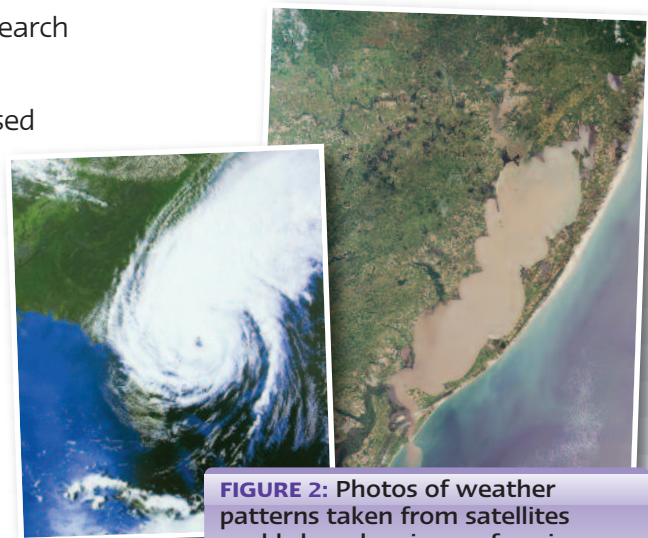 earch
sed
FIGURE 2: Photos of weather
patterns taken from satellites